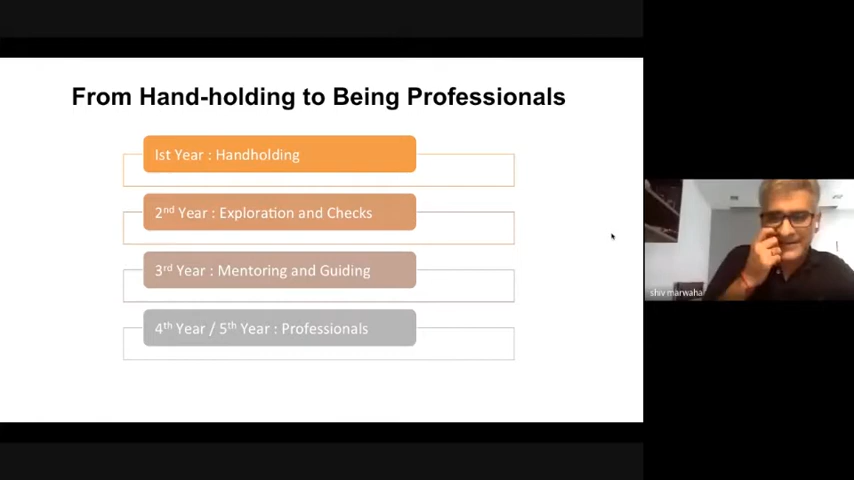 From Hand-holding to Being Professionals
Ist Year : Handholding
2nd Year : Exploration and Checks
3rd Year : Mentoring and Guiding
4th Year / 5th Year : Professionals
shiv marwaha